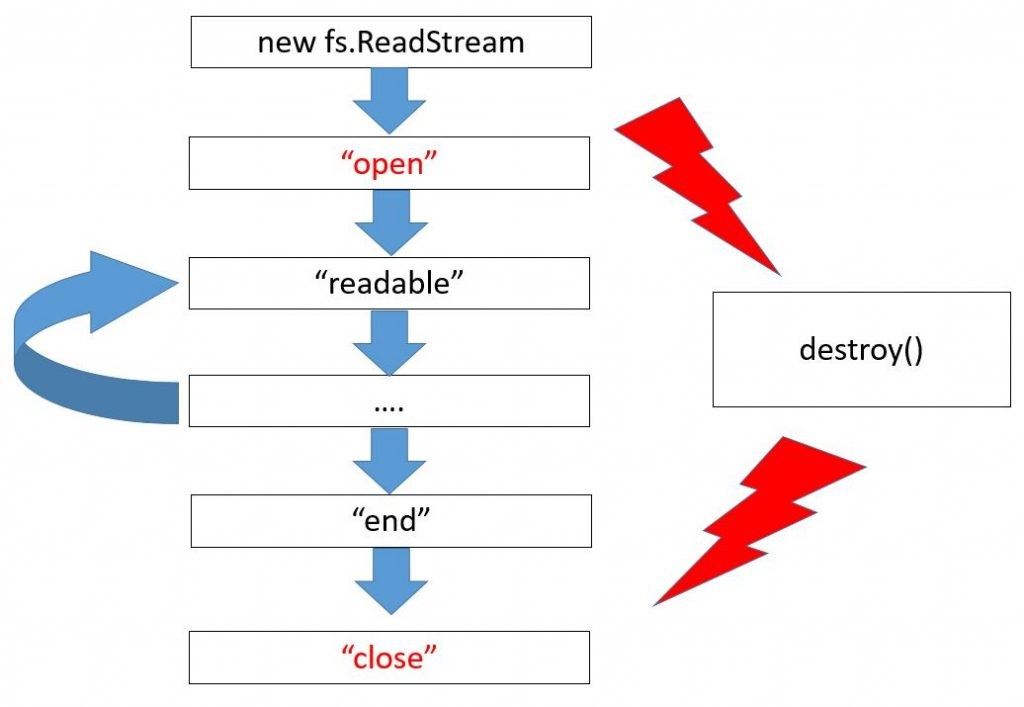 new fs.ReadStream
“open”
“readable”
destroy()
....
“end”
“close”